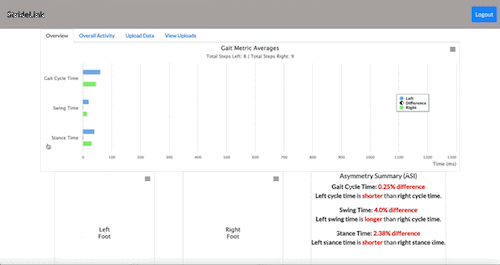 Logout
Overview
Overall Activity
Upload Data
View Uploads
Gait Metric Averages
Total Steps Left: 8 | Total Steps Right: 9
Gait Cycle Time
Swing Time
Stance Time
Left
Difference
Right
0
100
200
300
400
500
600
700
800
900
1000
1100
1200
1300
Time (ms)
Left
Foot
Right
Foot
Asymmetry Summary (ASI)
Gait Cycle Time: 0.25% difference
Left cycle time is shorter than right cycle time.
Swing Time: 4.0% difference
Left swing time is longer than right cycle time.
Stance Time: 2.38% difference
Left stance time is shorter than right stance time.